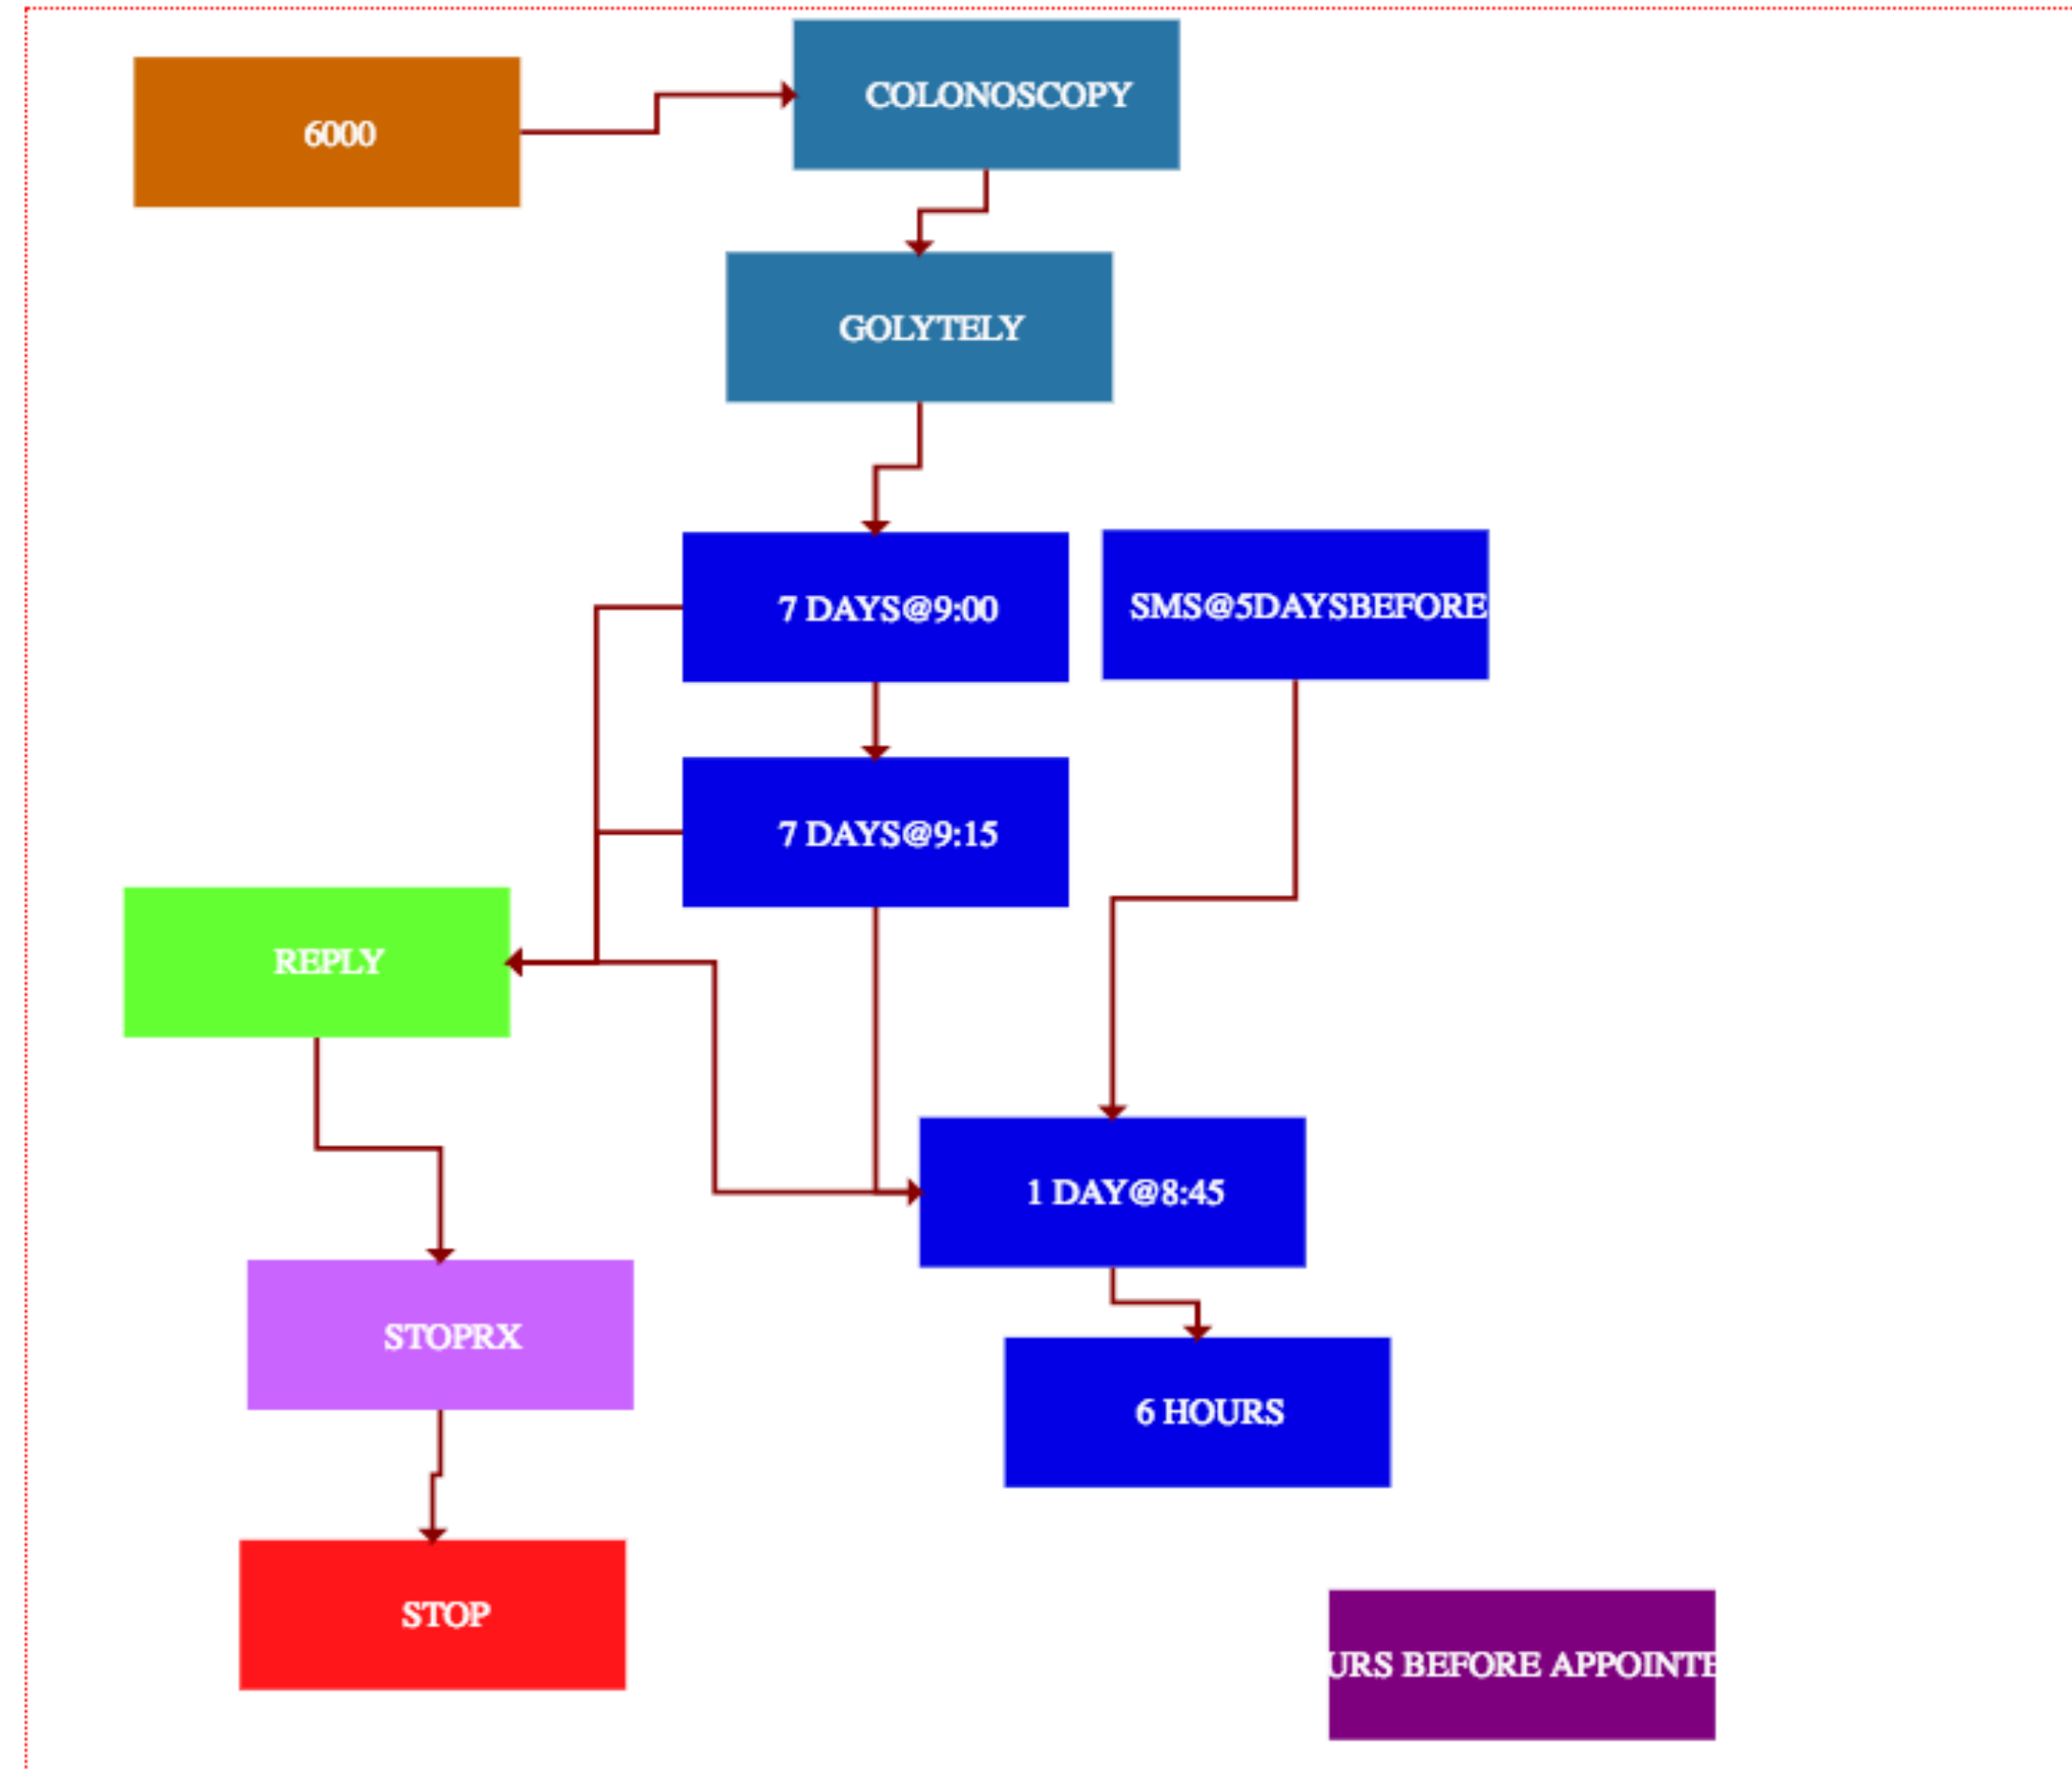 COLONOSCOPY
6000
GOLYTELY
7 DAYS@9:00
SMS@5DAYSBEFORE
7 DAYS@9:15
REPLY
1 DAY@8:45
STOPRX
6 HOURS
STOP
URS BEFORE APPOINTE